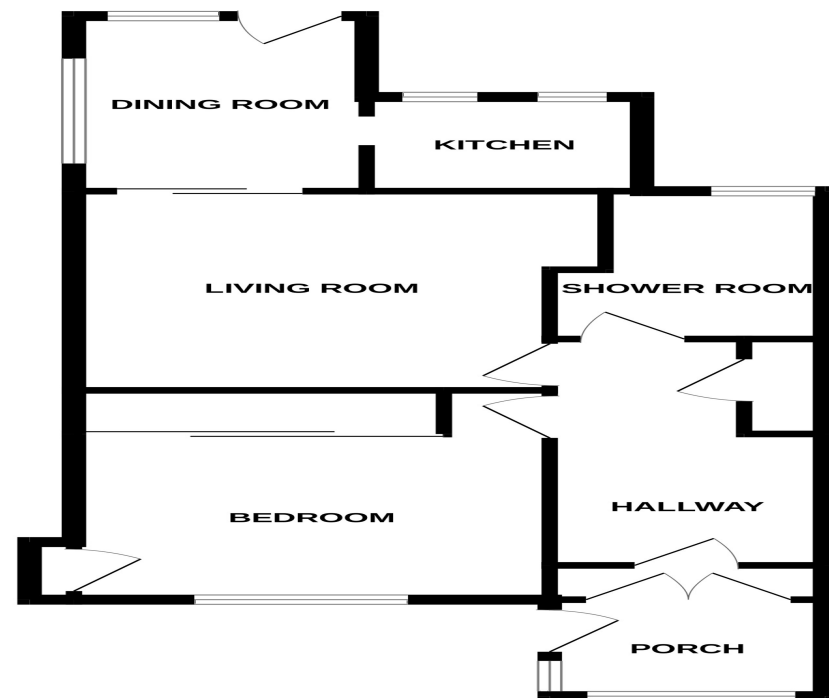 DINING ROOM
KITCHEN
LIVING ROOM
SHOWER ROOM
HALLWAY
BEDROOM
PORCH